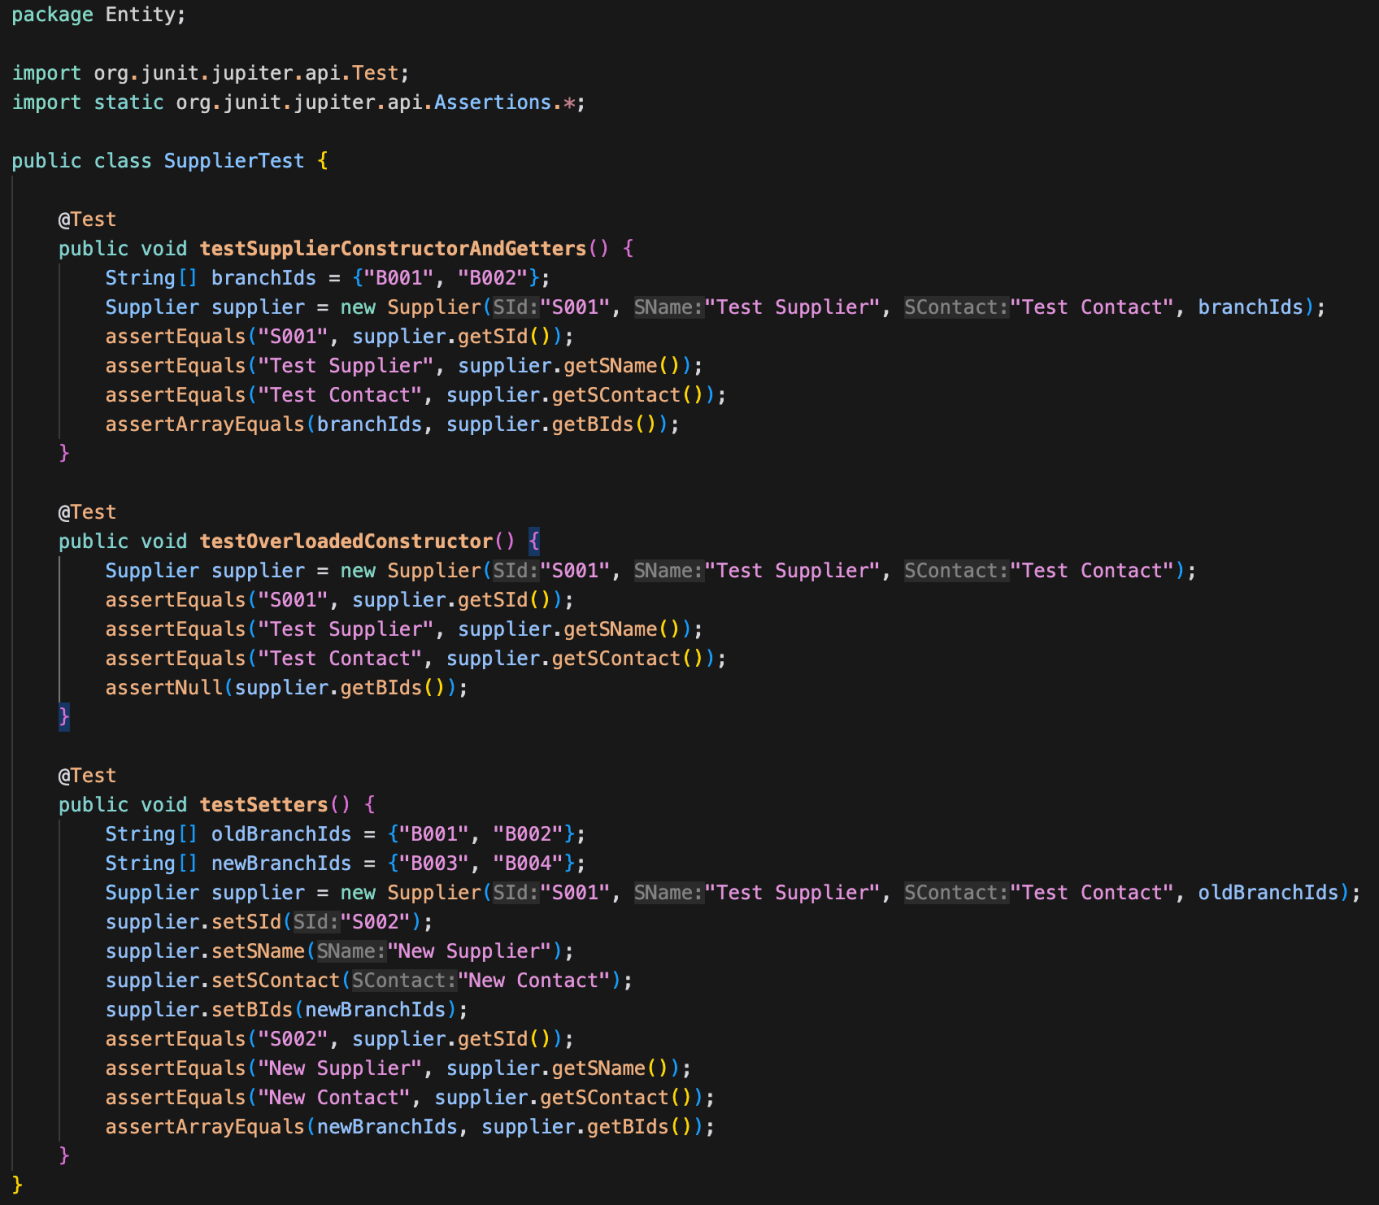 package Entity;
import org.junit.jupiter.api.Test;
import static org.junit.jupiter.api.Assertions.*;
public class SupplierTest {
@Test
public void testSupplierConstructorAndGetters() {
String[] branchIds = {"B001", "B002"};
Supplier supplier = new Supplier(SId:"S001", SName:"Test Supplier", SContact:"Test Contact", branchIds);
assertEquals("S001", supplier.getSId());
assertEquals("Test Supplier", supplier.getSName());
assertEquals("Test Contact", supplier.getSContact());
assertArrayEquals(branchIds, supplier.getBIds());
}
@Test
public void testOverloadedConstructor() {
Supplier supplier = new Supplier(SId:"S001", SName:"Test Supplier", SContact:"Test Contact");
assertEquals("S001", supplier.getSId());
assertEquals("Test Supplier", supplier.getSName());
assertEquals("Test Contact", supplier.getSContact());
assertNull(supplier.getBIds());
}
@Test
public void testSetters() {
String[] oldBranchIds = {"B001", "B002"};
String[] newBranchIds = {"B003", "B004"};
Supplier supplier = new Supplier(SId:"S001", SName:"Test Supplier", SContact:"Test Contact", oldBranchIds);
supplier.setSId(SId:"S002");
supplier.setSName(SName:"New Supplier");
supplier.setSContact(SContact:"New Contact");
supplier.setBIds(newBranchIds);
assertEquals("S002", supplier.getSId());
assertEquals("New Supplier", supplier.getSName());
assertEquals("New Contact", supplier.getSContact());
assertArrayEquals(newBranchIds, supplier.getBIds());
}
}